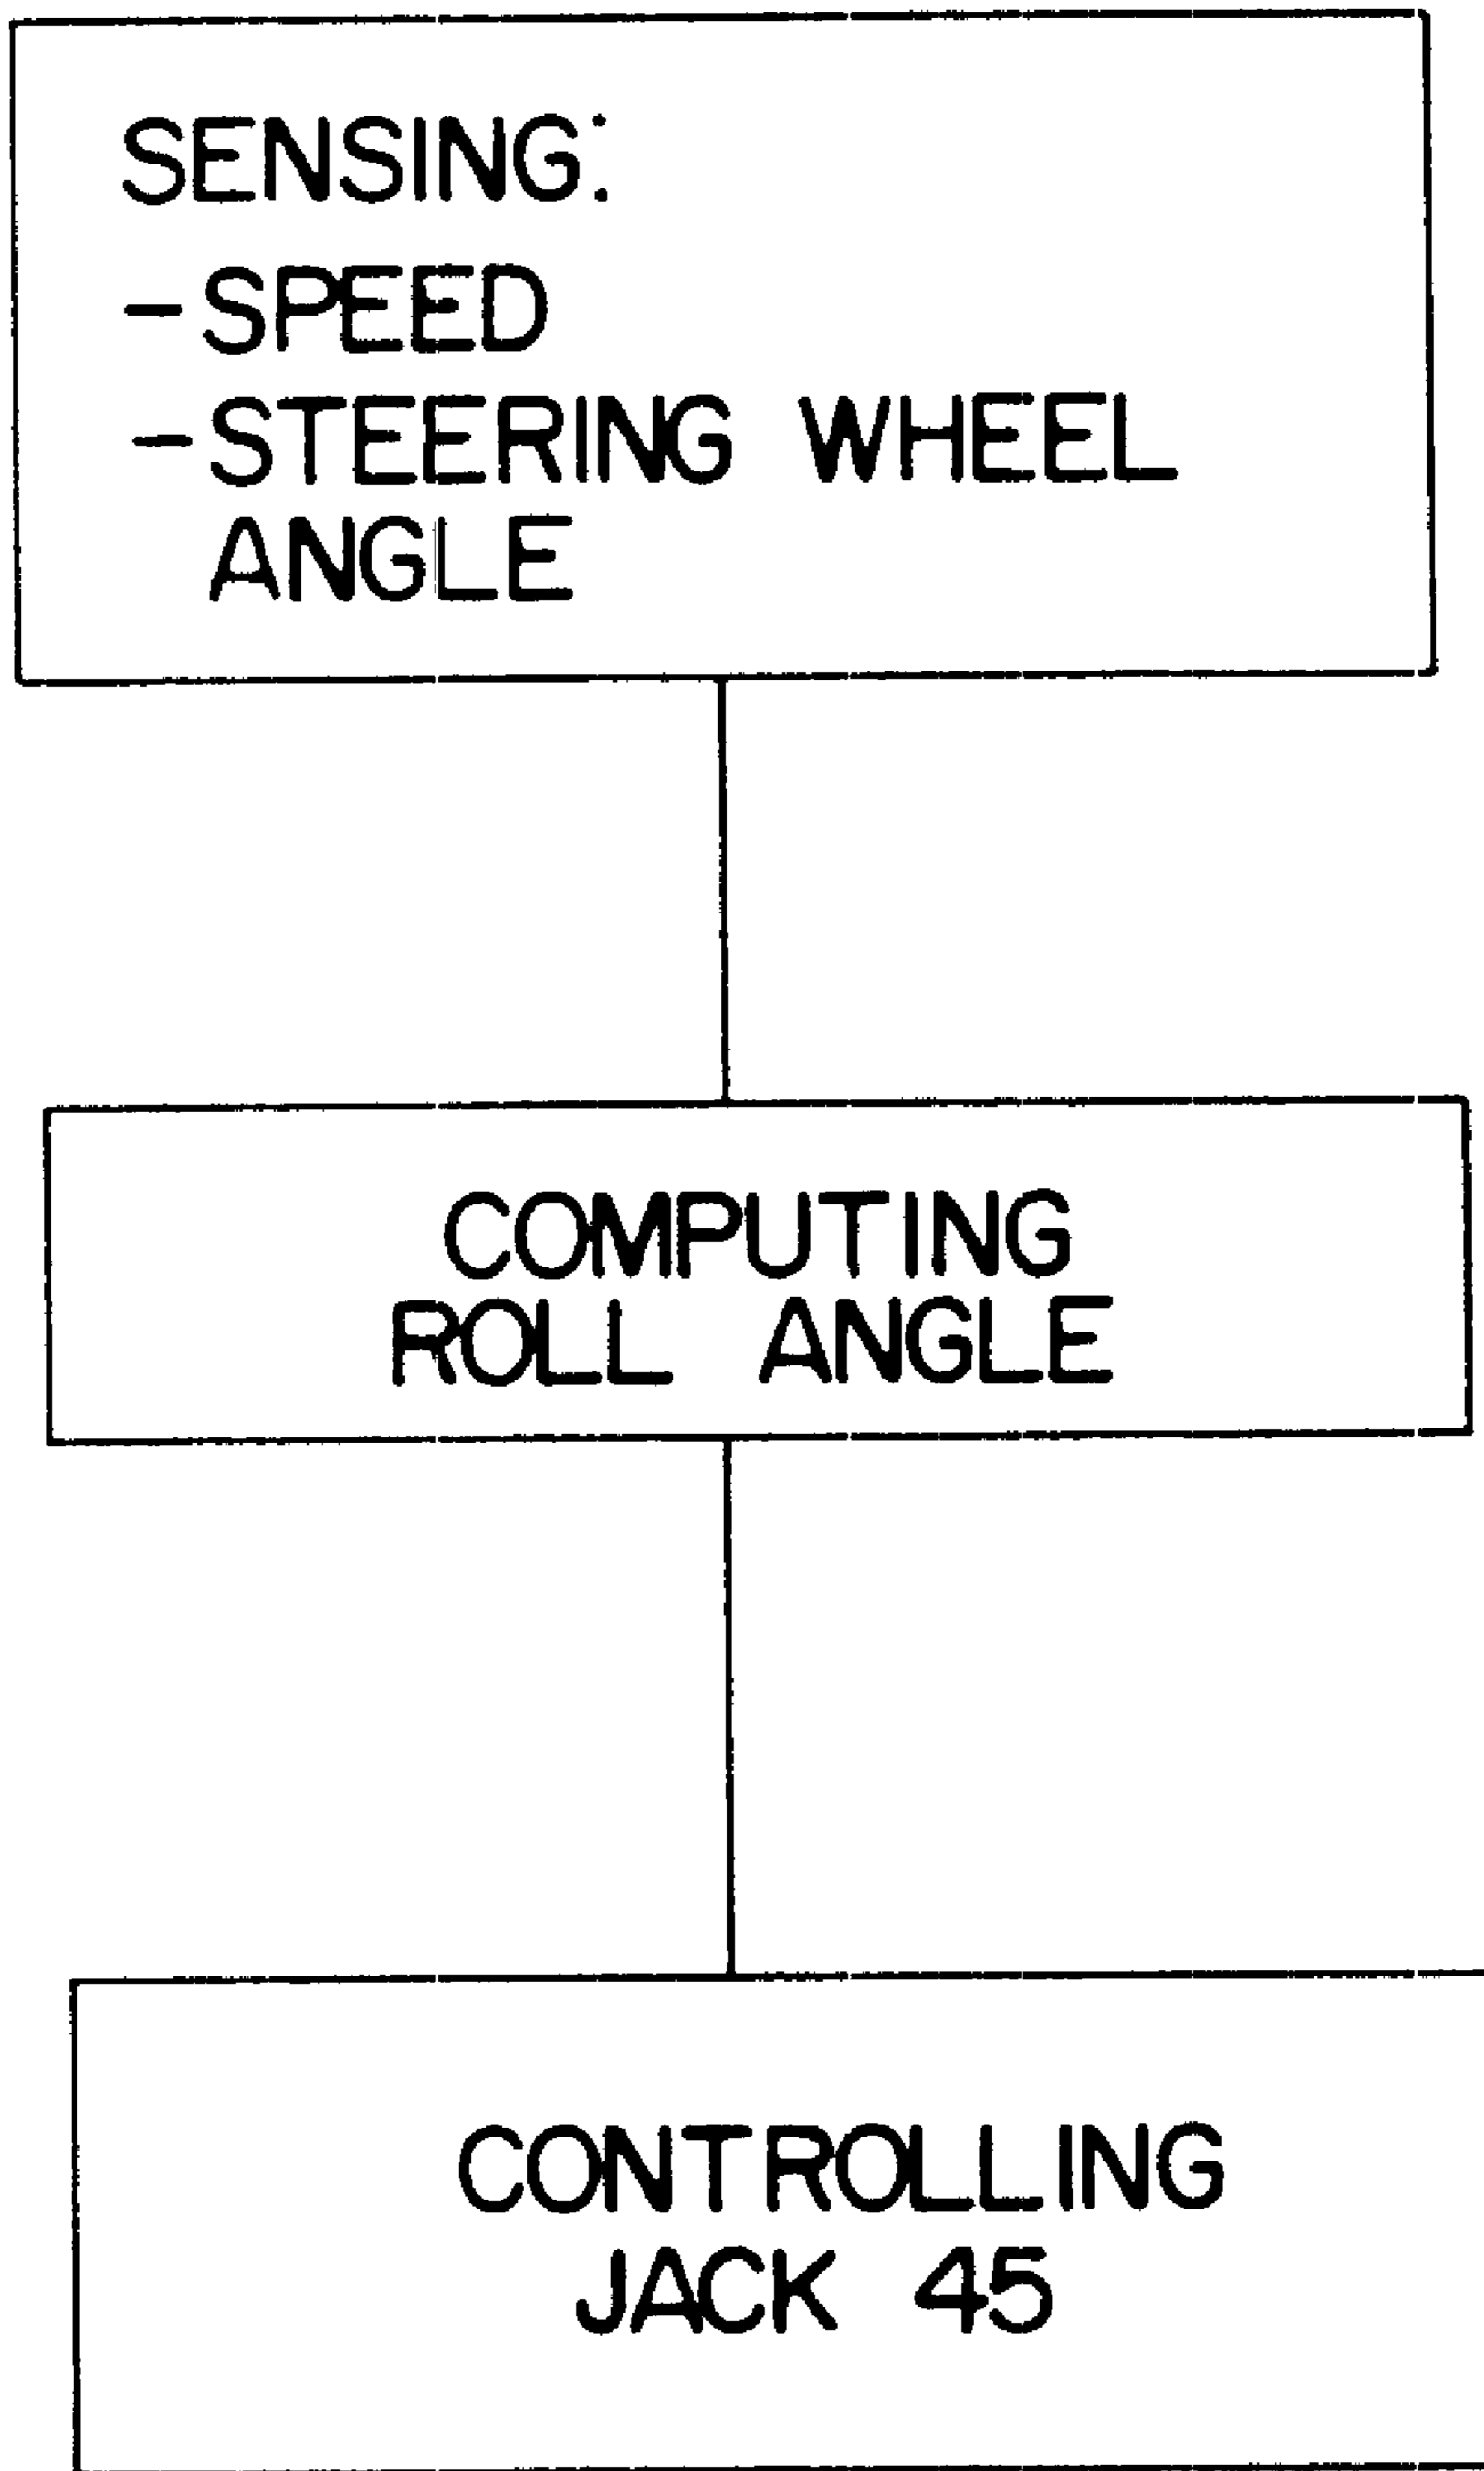 SENSING:
-SPEED
-STEERING WHEEL
ANGLE
COMPUTING
ROLL ANGLE
CONTROLLING
JACK 45